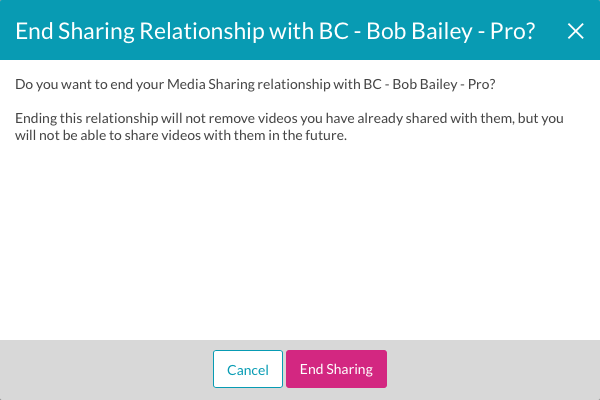 End Sharing Relationship with BC - Bob Bailey - Pro?
Do you want to end your Media Sharing relationship with BC - Bob Bailey - Pro?
Ending this relationship will not remove videos you have already shared with them, but you
will not be able to share videos with them in the future.
Cancel
End Sharing